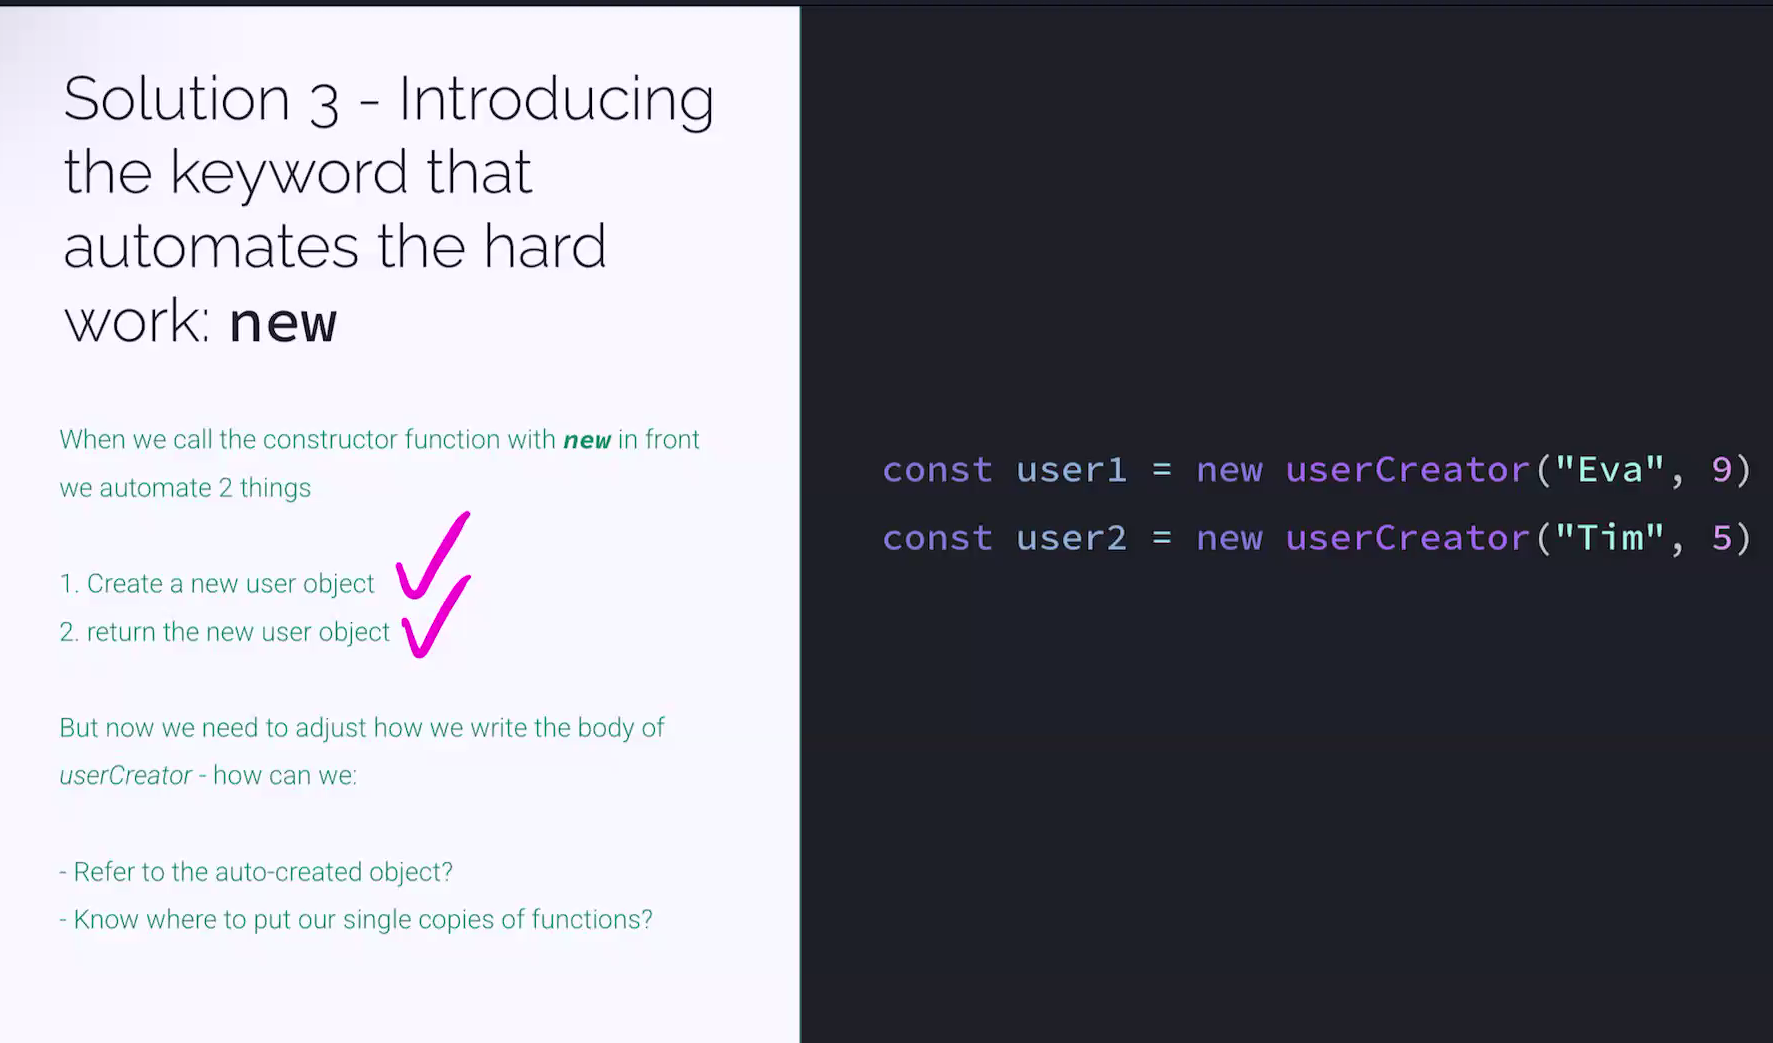 Solution 3 - Introducing
the keyword that
automates the hard
work: new
When we call the constructor function with new in front
we automate 2 things
1. Create a new user object
2. return the new user object
But now we need to adjust how we write the body of
userCreator - how can we:
- Refer to the auto-created object?
- Know where to put our single copies of functions?
const user1 = new userCreator("Eva", 9)
const user2 = new userCreator("Tim", 5)